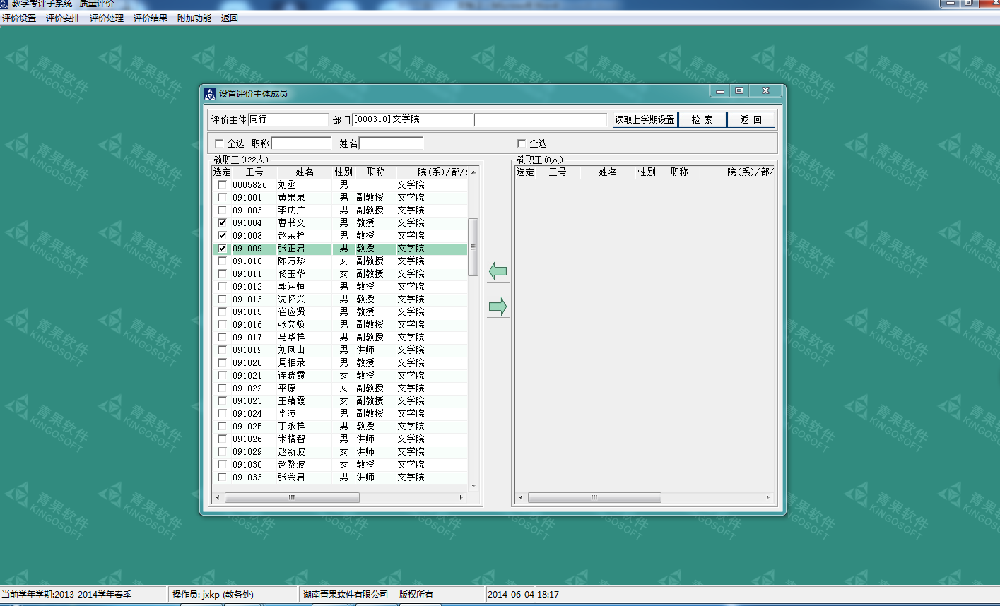 教学考评子系统--质量评价
评价设置 评价安排 评价处理 评价结果 附加功能 返回
青果软件 KINGOSOFT
设置评价主体成员
评价主体 同行 部门 [000310]文学院 读取上学期设置 检 索 返 回
全选 职称 姓名 全选
教职工(122人) 教职工(0人)
选定 工号 姓名 性别 职称 院(系)/部/ 选定 工号 姓名 性别 职称 院(系)/部/
0005826 刘丞 男 文学院
091001 黄果泉 男 副教授 文学院
091003 李庆广 男 副教授 文学院
091004 曹书文 男 教授 文学院
091008 赵荣栓 男 教授 文学院
091009 张正君 男 教授 文学院
091010 陈万珍 女 副教授 文学院
091011 佟玉华 女 副教授 文学院
091012 郭运恒 男 教授 文学院
091013 沈怀兴 男 教授 文学院
091015 崔应贤 男 教授 文学院
091016 张文焕 男 副教授 文学院
091017 马华祥 男 副教授 文学院
091019 刘凤山 男 讲师 文学院
091020 周相录 男 教授 文学院
091021 连晓霞 女 教授 文学院
091022 平原 女 副教授 文学院
091023 王绪霞 女 副教授 文学院
091024 李波 男 副教授 文学院
091025 丁永祥 男 教授 文学院
091026 米格智 男 讲师 文学院
091029 赵新波 女 讲师 文学院
091030 赵黎波 女 教授 文学院
091033 张会君 男 讲师 文学院
当前学年学期:2013-2014学年春季 操作员: jxkp (教务处) 湖南青果软件有限公司 版权所有 2014-06-04 18:17